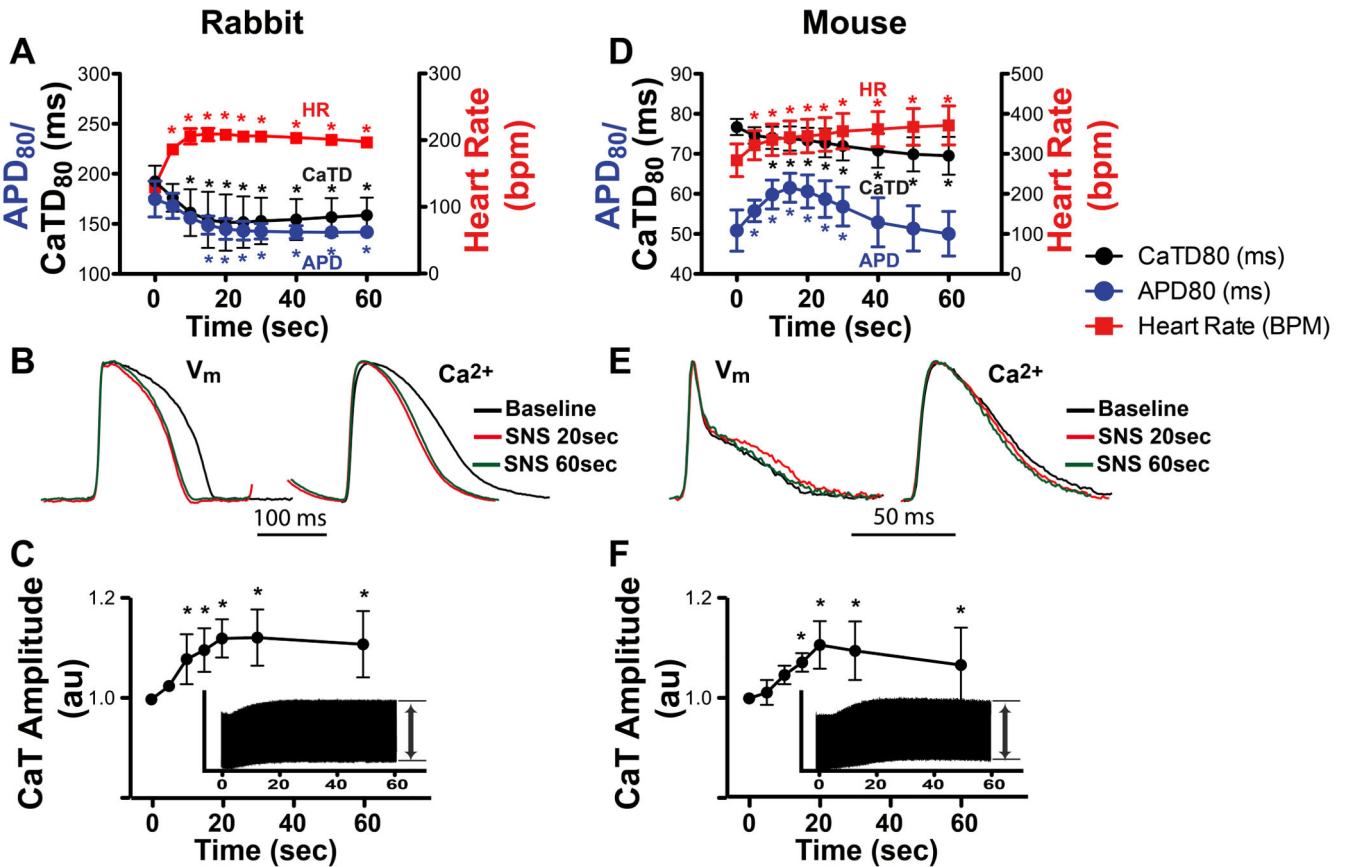 Rabbit
Mouse
A
APD80/
CaTD80 (ms)
300
250
200
150
100
HR
* * * * * * * * * *
CaTD
* * * * * * * * *
* * * * * * *
APD
300
200
100
0
Heart Rate
(bpm)
0 20 40 60
Time (sec)
D
APD80/
CaTD80 (ms)
90
80
70
60
50
40
HR
* * * * * * * * * *
* * * * * * * *
CaTD
* * * * * *
APD
500
400
300
200
100
0
Heart Rate
(bpm)
0 20 40 60
Time (sec)
CaTD80 (ms)
APD80 (ms)
Heart Rate (BPM)
B
Vm
Ca2+
Baseline
SNS 20sec
SNS 60sec
100 ms
E
Vm
Ca2+
Baseline
SNS 20sec
SNS 60sec
50 ms
C
CaT Amplitude
(au)
1.2
1.0
* * * * *
0 20 40 60
0 20 40 60
Time (sec)
F
CaT Amplitude
(au)
1.2
1.0
* * * *
0 20 40 60
0 20 40 60
Time (sec)